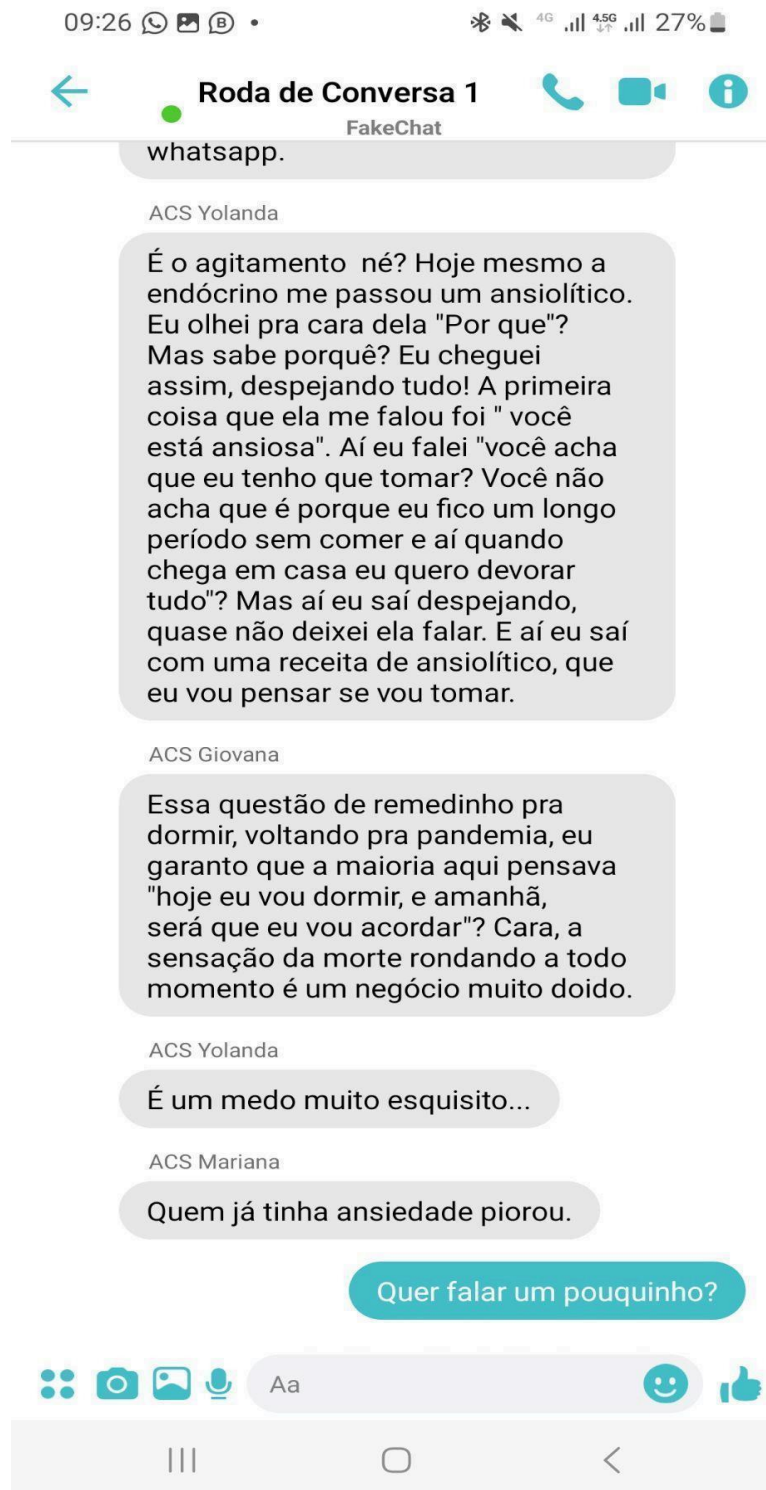 09:26
4G 4.5G 27%
Roda de Conversa 1
FakeChat
whatsapp.
ACS Yolanda
É o agitamento né? Hoje mesmo a
endócrino me passou um ansiolítico.
Eu olhei pra cara dela "Por que"?
Mas sabe porquê? Eu cheguei
assim, despejando tudo! A primeira
coisa que ela me falou foi " você
está ansiosa". Aí eu falei "você acha
que eu tenho que tomar? Você não
acha que é porque eu fico um longo
período sem comer e aí quando
chega em casa eu quero devorar
tudo"? Mas aí eu saí despejando,
quase não deixei ela falar. E aí eu saí
com uma receita de ansiolítico, que
eu vou pensar se vou tomar.
ACS Giovana
Essa questão de remedinho pra
dormir, voltando pra pandemia, eu
garanto que a maioria aqui pensava
"hoje eu vou dormir, e amanhã,
será que eu vou acordar"? Cara, a
sensação da morte rondando a todo
momento é um negócio muito doido.
ACS Yolanda
É um medo muito esquisito...
ACS Mariana
Quem já tinha ansiedade piorou.
Quer falar um pouquinho?
Aa